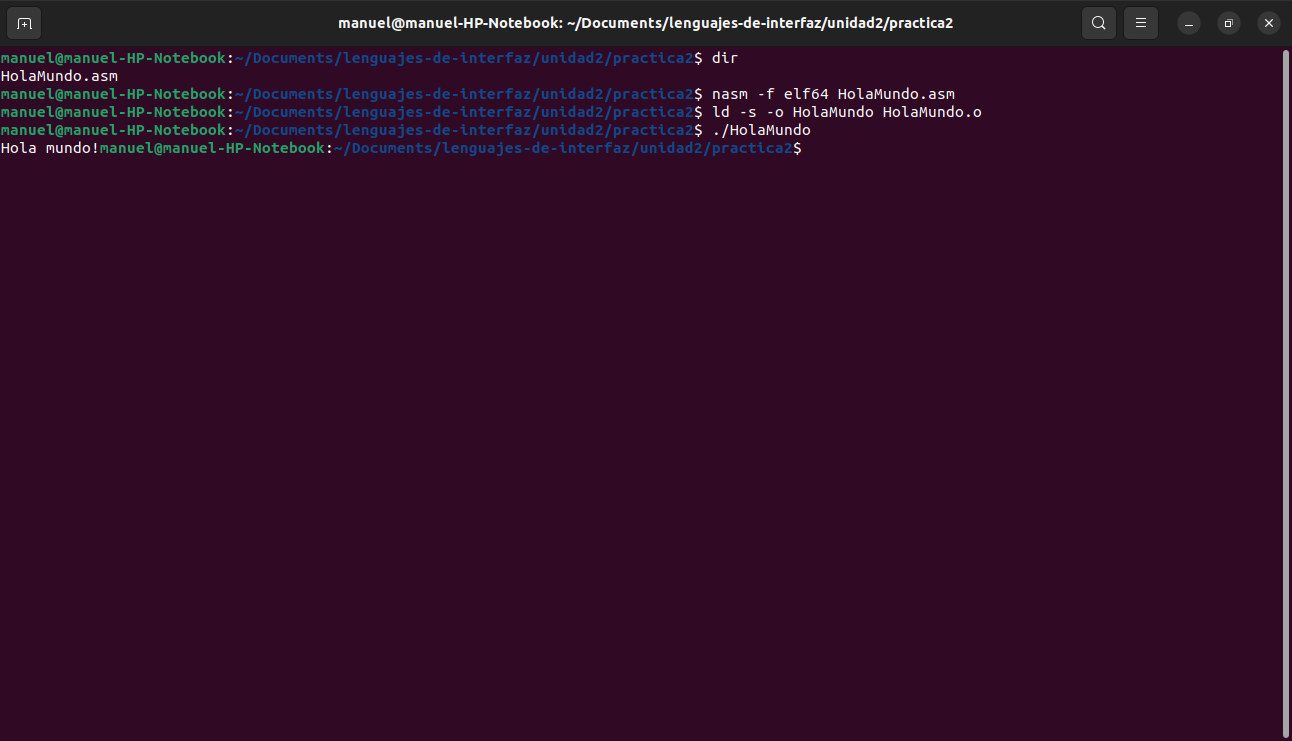 manuel@manuel-HP-Notebook: ~/Documents/lenguajes-de-interfaz/unidad2/practica2
manuel@manuel-HP-Notebook:~/Documents/lenguajes-de-interfaz/unidad2/practica2$ dir
HolaMundo.asm
manuel@manuel-HP-Notebook:~/Documents/lenguajes-de-interfaz/unidad2/practica2$ nasm -f elf64 HolaMundo.asm
manuel@manuel-HP-Notebook:~/Documents/lenguajes-de-interfaz/unidad2/practica2$ ld -s -o HolaMundo HolaMundo.o
manuel@manuel-HP-Notebook:~/Documents/lenguajes-de-interfaz/unidad2/practica2$ ./HolaMundo
Hola mundo!manuel@manuel-HP-Notebook:~/Documents/lenguajes-de-interfaz/unidad2/practica2$